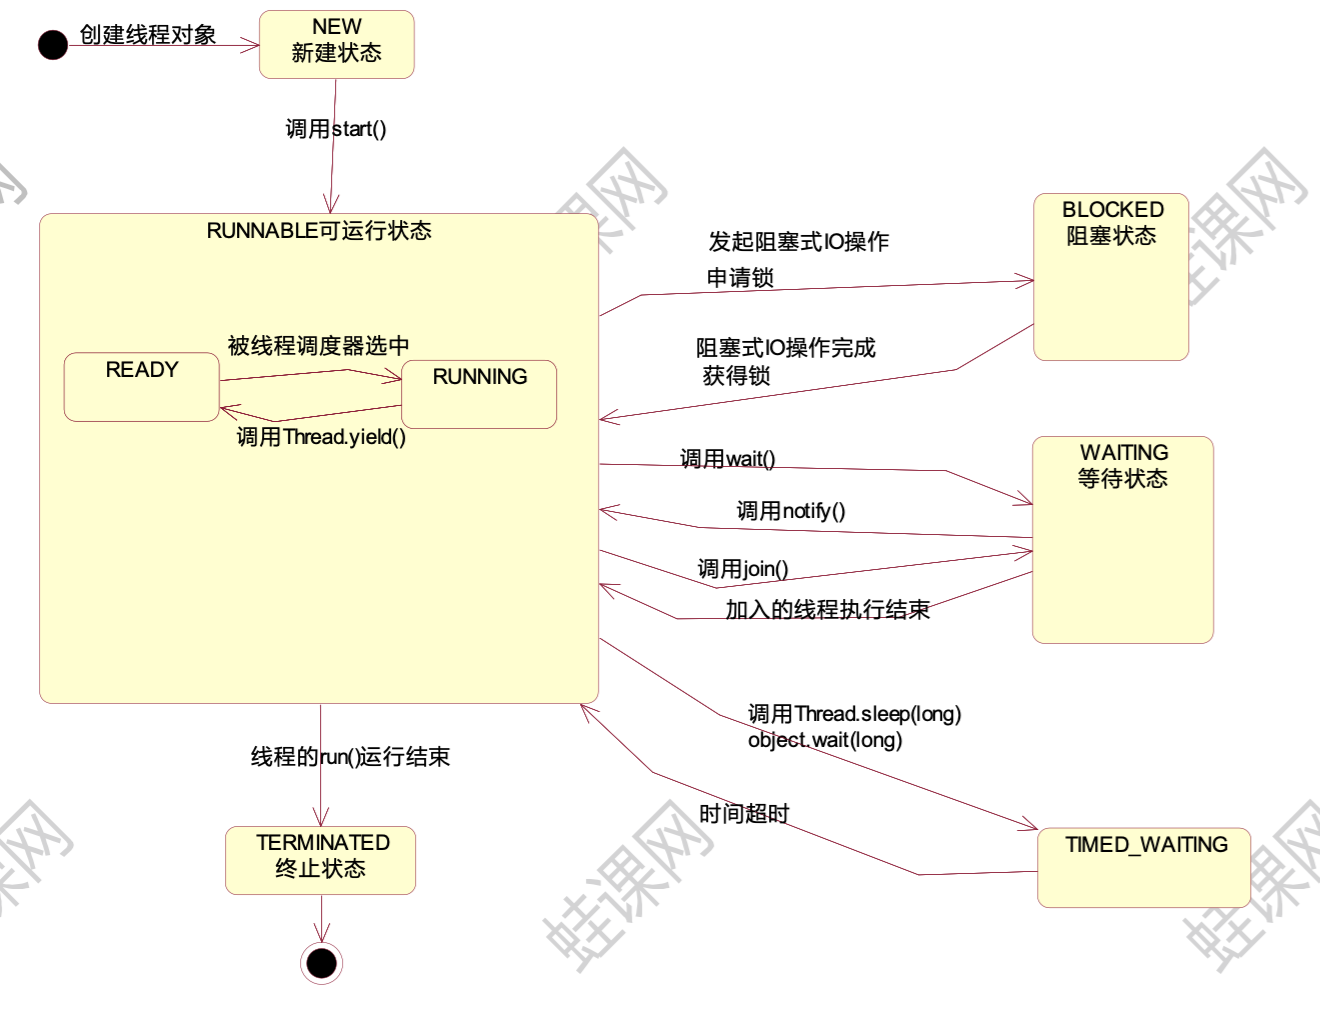 创建线程对象
NEW
新建状态
调用start()
RUNNABLE可运行状态
被线程调度器选中
READY
RUNNING
调用Thread.yield()
发起阻塞式IO操作
申请锁
BLOCKED
阻塞状态
阻塞式IO操作完成
获得锁
调用wait()
WAITING
等待状态
调用notify()
调用join()
加入的线程执行结束
调用Thread.sleep(long)
object.wait(long)
时间超时
TIMED_WAITING
线程的run()运行结束
TERMINATED
终止状态
网
课网
蛙课网
课
蛙课网
蛙课网